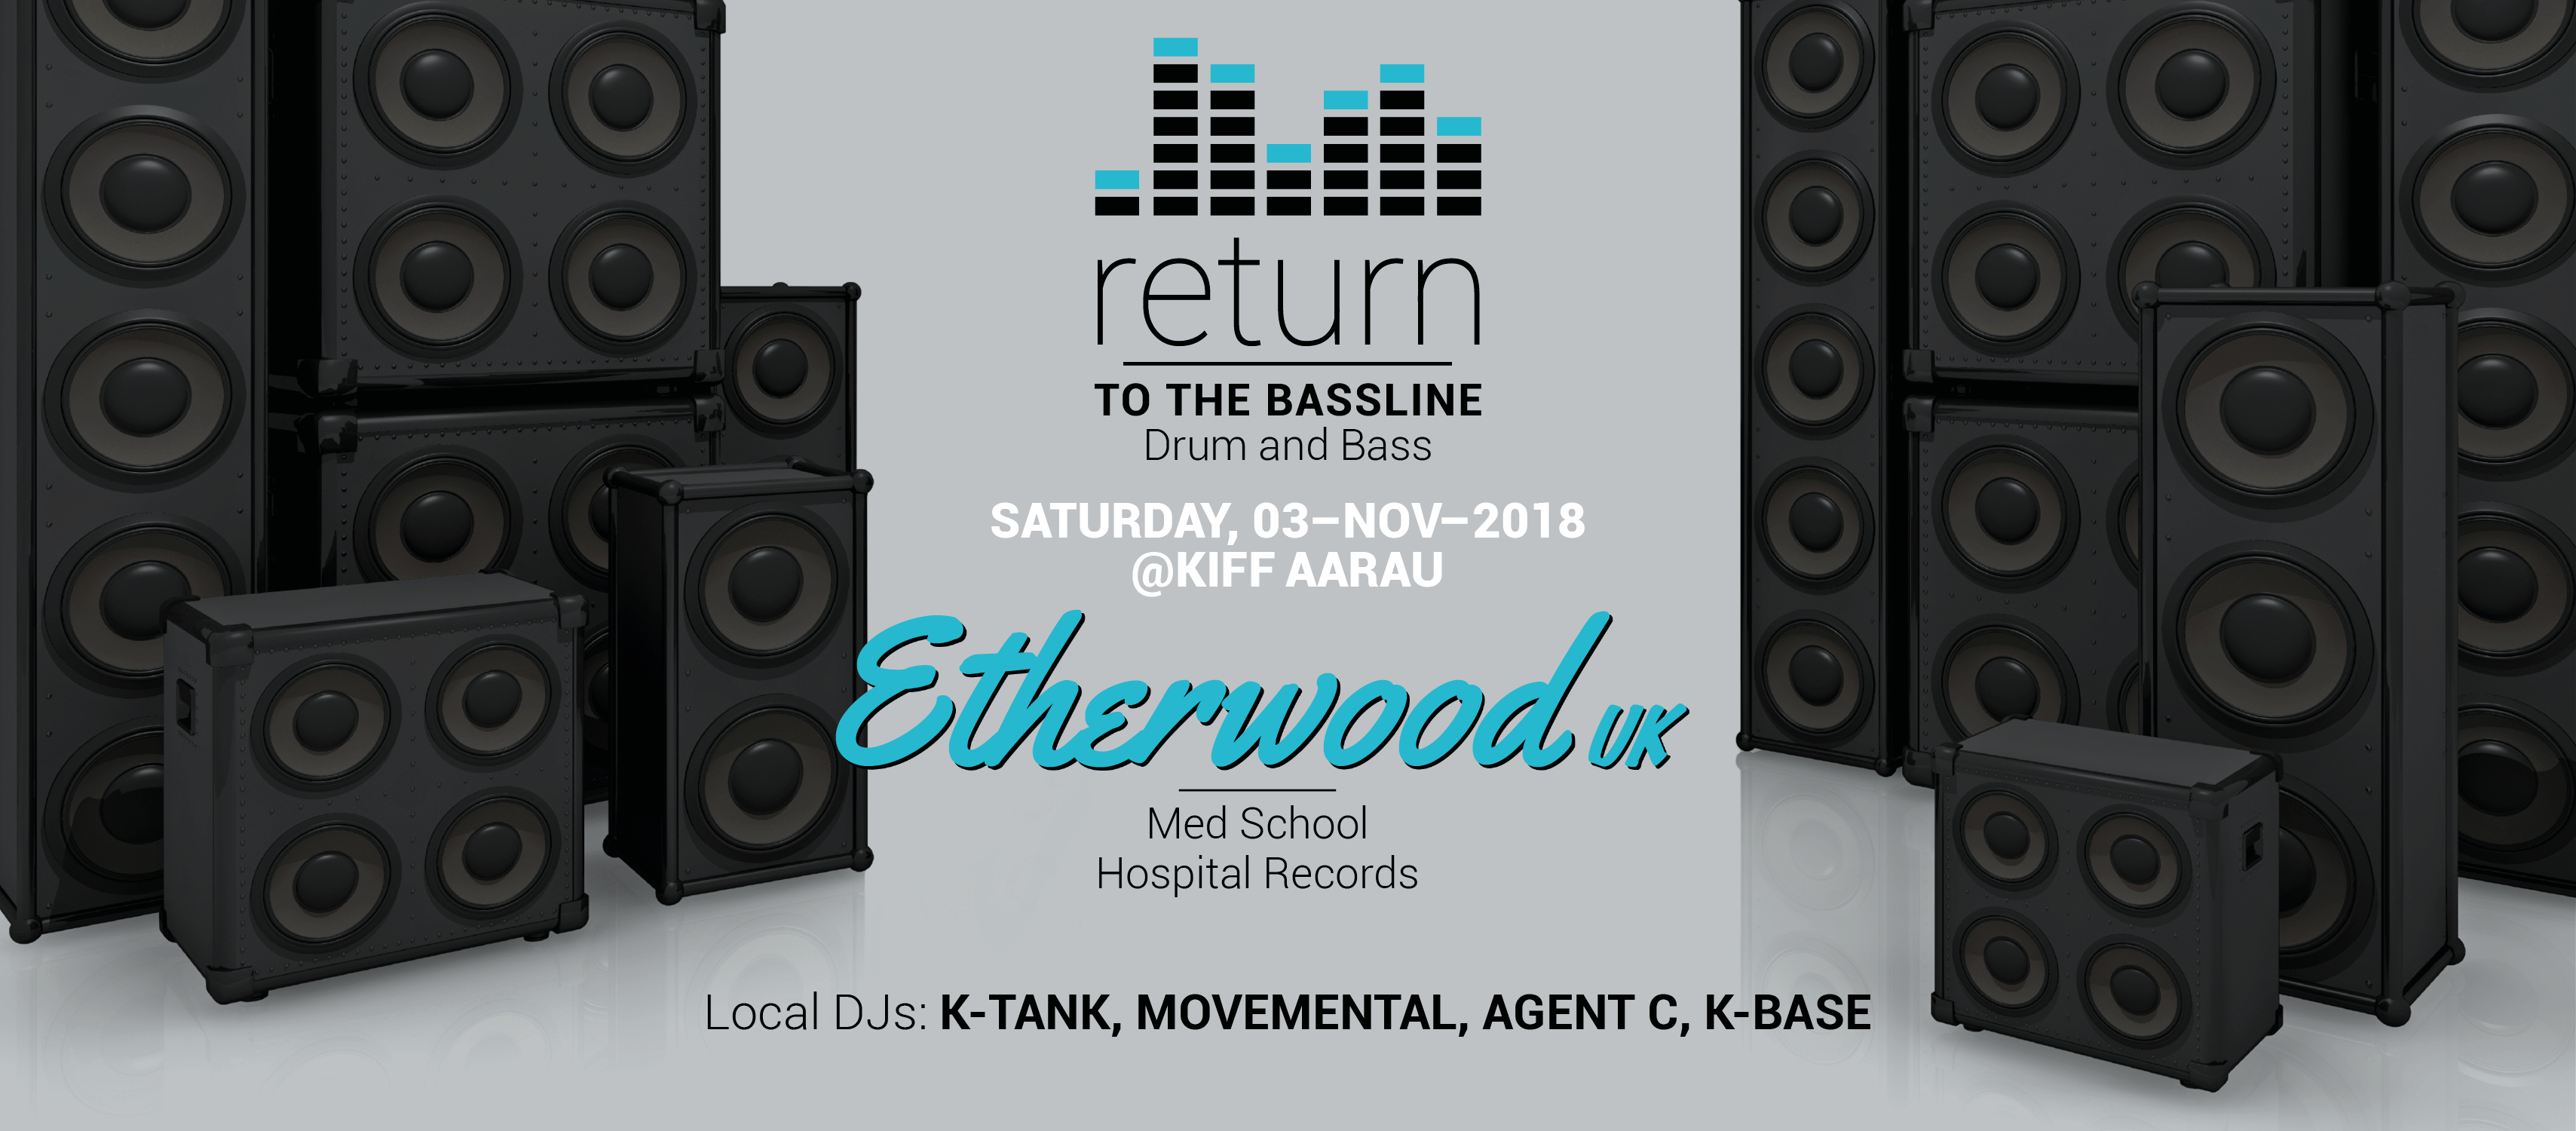 return
TO THE BASSLINE
Drum and Bass
SATURDAY, 03–NOV–2018
@KIFF AARAU
Etherwood UK
Med School
Hospital Records
Local DJs: K-TANK, MOVEMENTAL, AGENT C, K-BASE